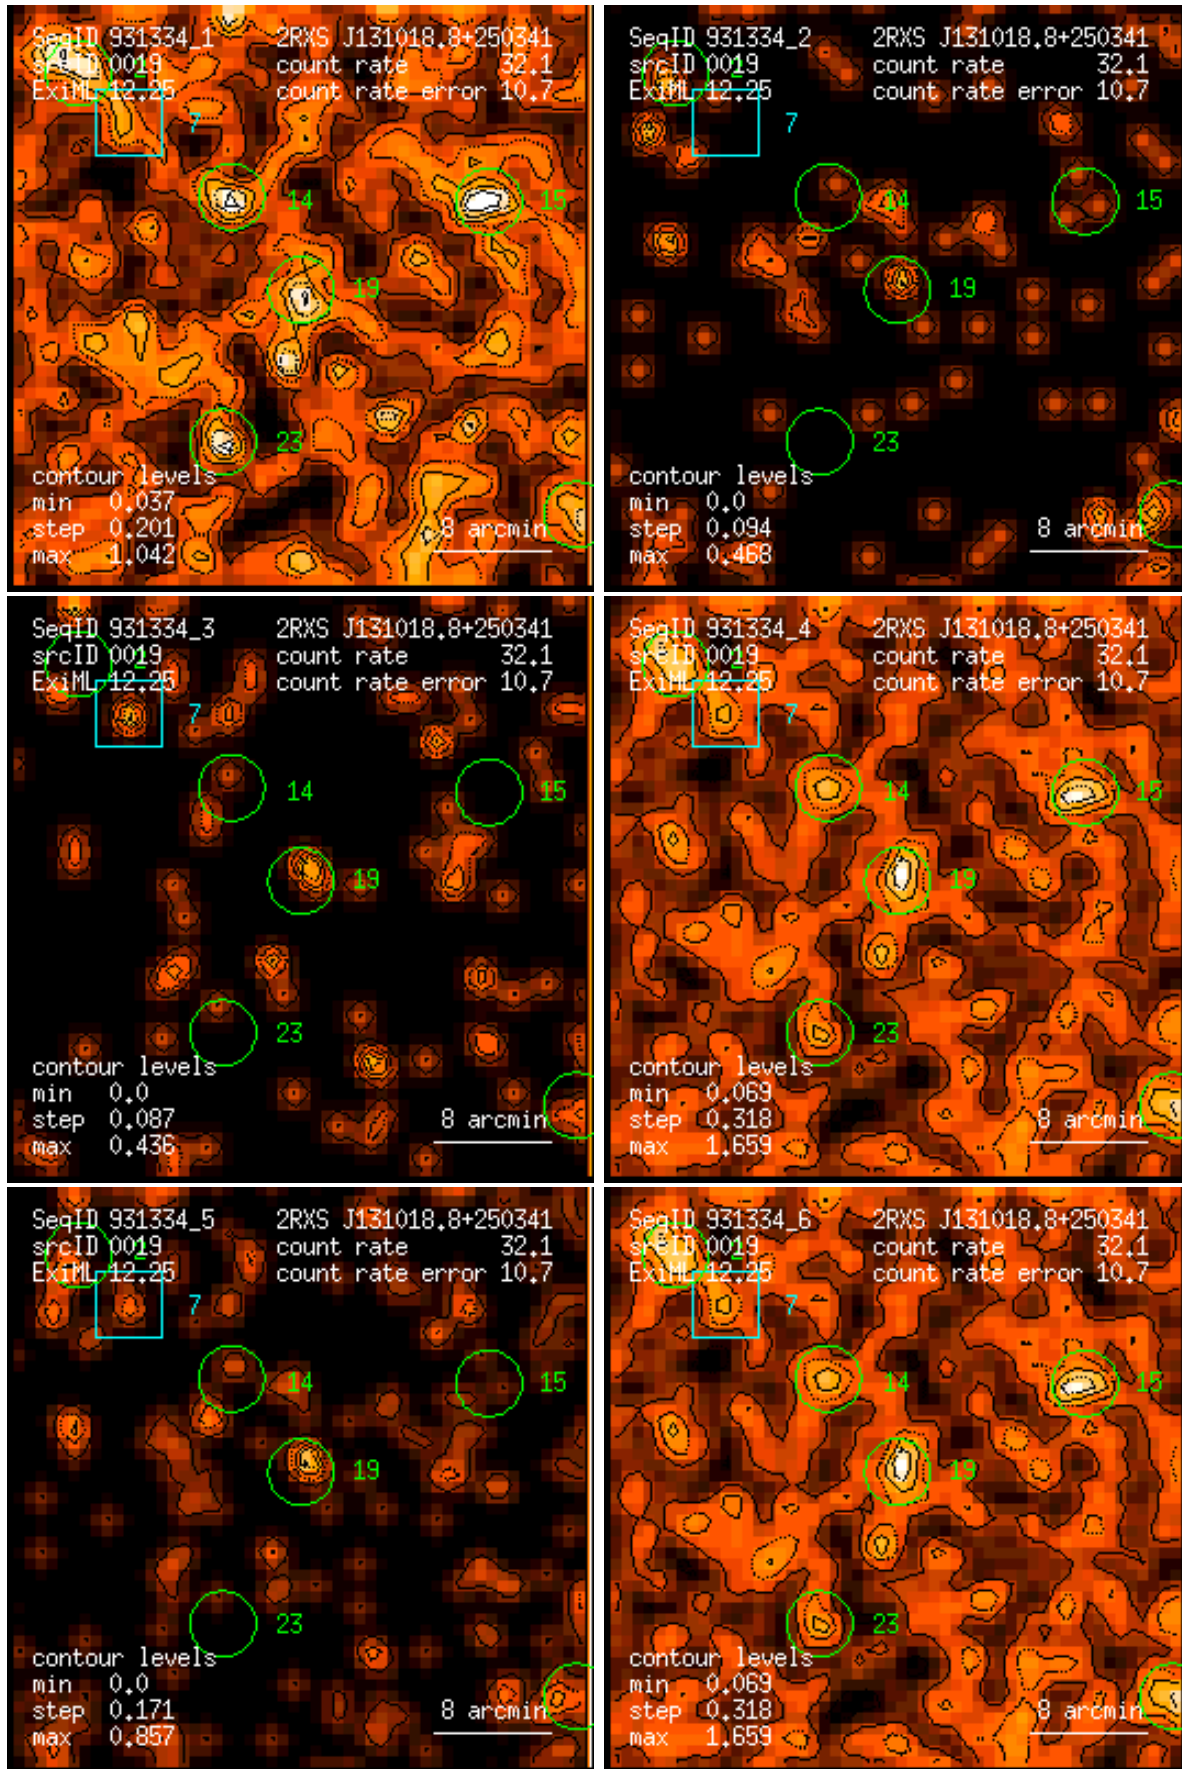 SeqID 931334_1 2RXS J131018.8+250341
srcID 0019 2 count rate 32.1
ExiML 12.25 count rate error 10.7
7
14 15
19
23
contour levels
min 0.037
step 0.201 8 arcmin
max 1.042
SeqID 931334_2 2RXS J131018.8+250341
srcID 0019 2 count rate 32.1
ExiML 12.25 count rate error 10.7
7
14 15
19
23
contour levels
min 0.0
step 0.094 8 arcmin
max 0.468
SeqID 931334_3 2RXS J131018.8+250341
srcID 0019 2 count rate 32.1
ExiML 12.25 count rate error 10.7
7
14 15
19
23
contour levels
min 0.0
step 0.087 8 arcmin
max 0.436
SeqID 931334_4 2RXS J131018.8+250341
srcID 0019 2 count rate 32.1
ExiML 12.25 count rate error 10.7
7
14 15
19
23
contour levels
min 0.069
step 0.318 8 arcmin
max 1.659
SeqID 931334_5 2RXS J131018.8+250341
srcID 0019 2 count rate 32.1
ExiML 12.25 count rate error 10.7
7
14 15
19
23
contour levels
min 0.0
step 0.171 8 arcmin
max 0.857
SeqID 931334_6 2RXS J131018.8+250341
srcID 0019 2 count rate 32.1
ExiML 12.25 count rate error 10.7
7
14 15
19
23
contour levels
min 0.069
step 0.318 8 arcmin
max 1.659